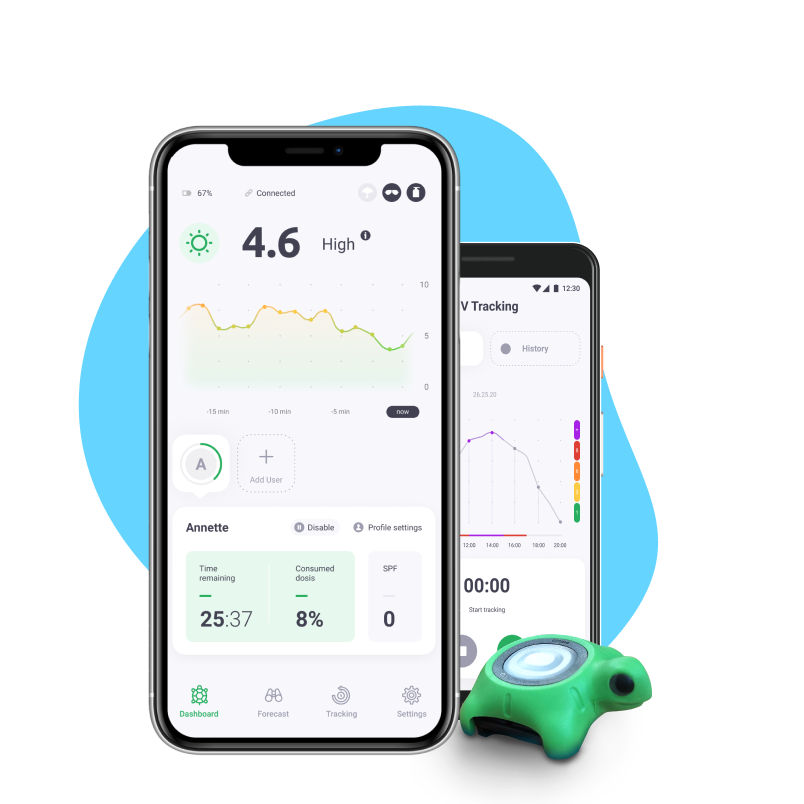 67%
Connected
4.6
High
10
5
0
-15 min
-10 min
-5 min
now
A
Add User
Annette
Disable
Profile settings
Time
remaining
Consumed
dosis
SPF
25:37
8%
0
Dashboard
Forecast
Tracking
Settings
12:30
V Tracking
History
26.25.20
12:00
14:00
16:00
18:00
20:00
00:00
Start tracking